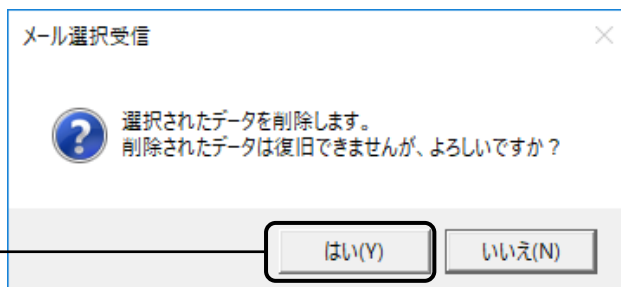 メール選択受信
選択されたデータを削除します。
削除されたデータは復旧できませんが、よろしいですか？
はい(Y)
いいえ(N)